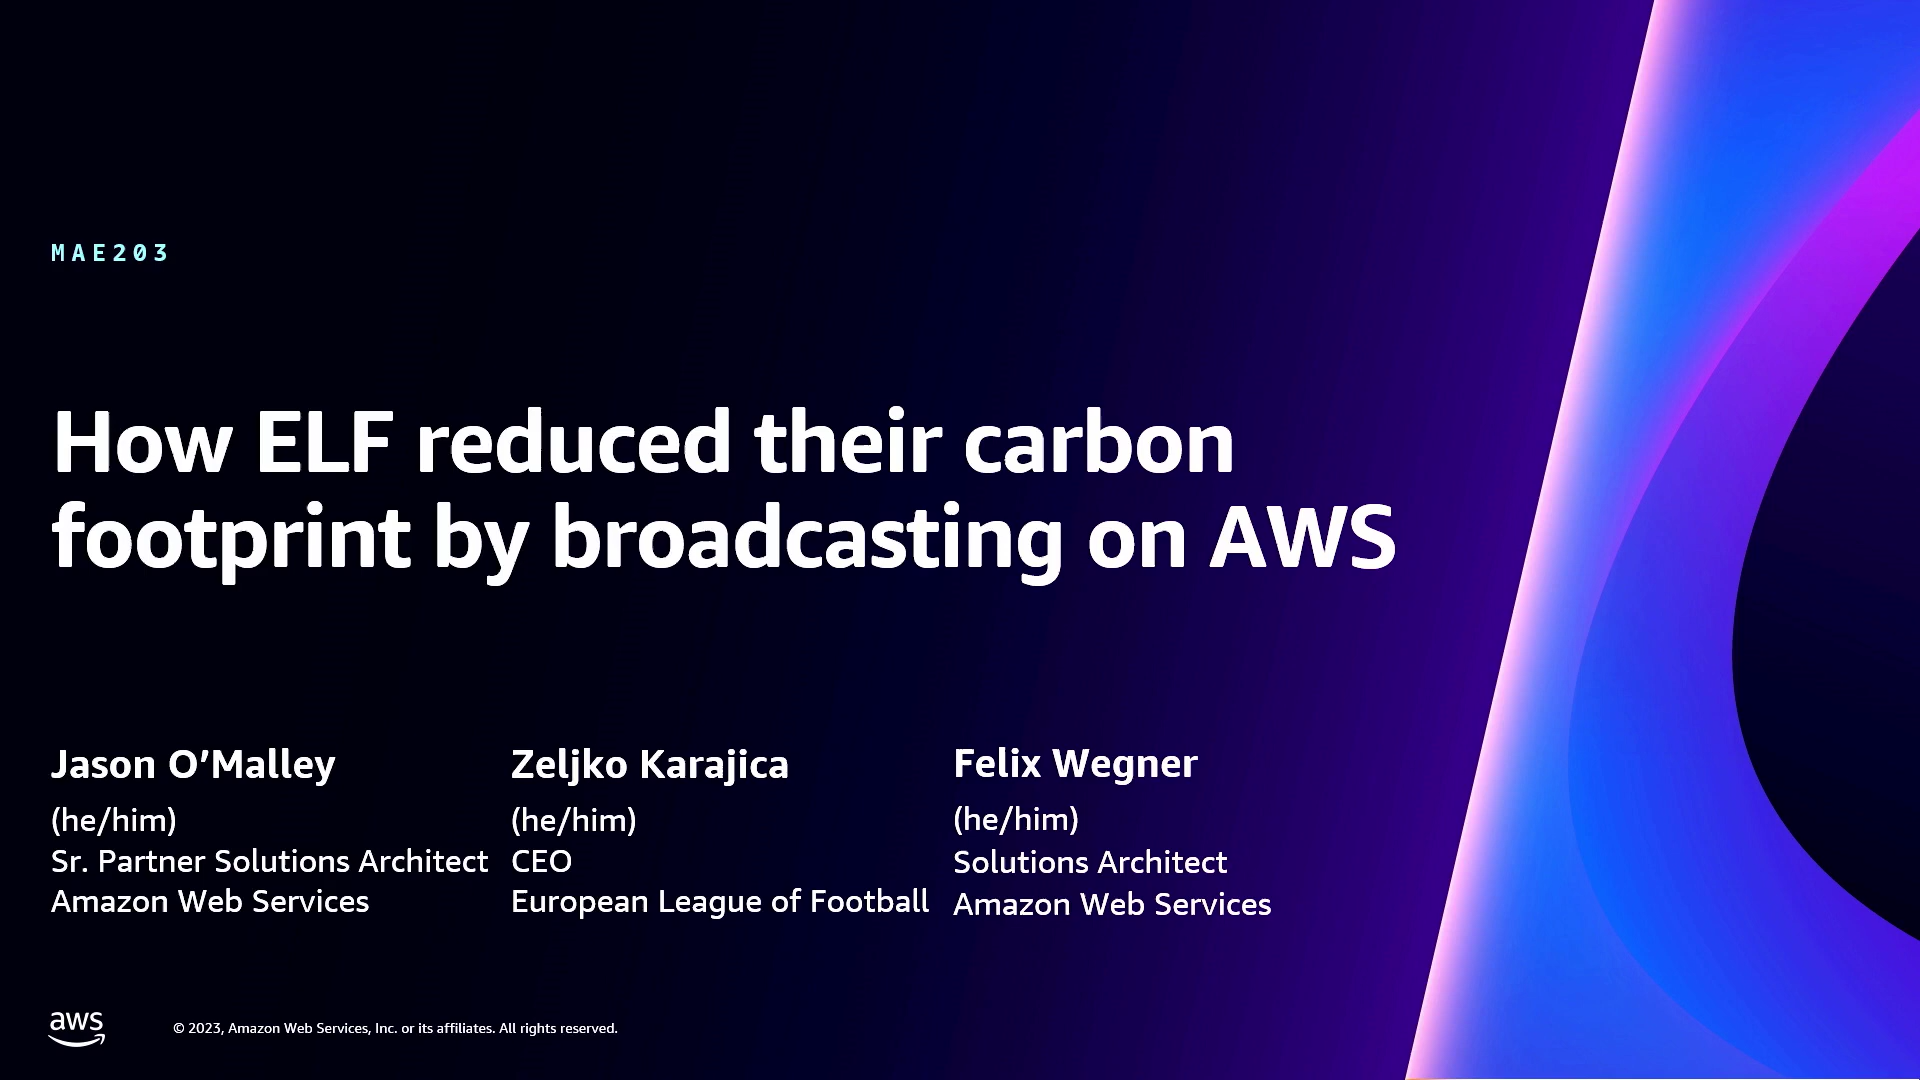 MAE203
How ELF reduced their carbon
footprint by broadcasting on AWS
Jason O’Malley
(he/him)
Sr. Partner Solutions Architect
Amazon Web Services
Zeljko Karajica
(he/him)
CEO
European League of Football
Felix Wegner
(he/him)
Solutions Architect
Amazon Web Services
aws
© 2023, Amazon Web Services, Inc. or its affiliates. All rights reserved.